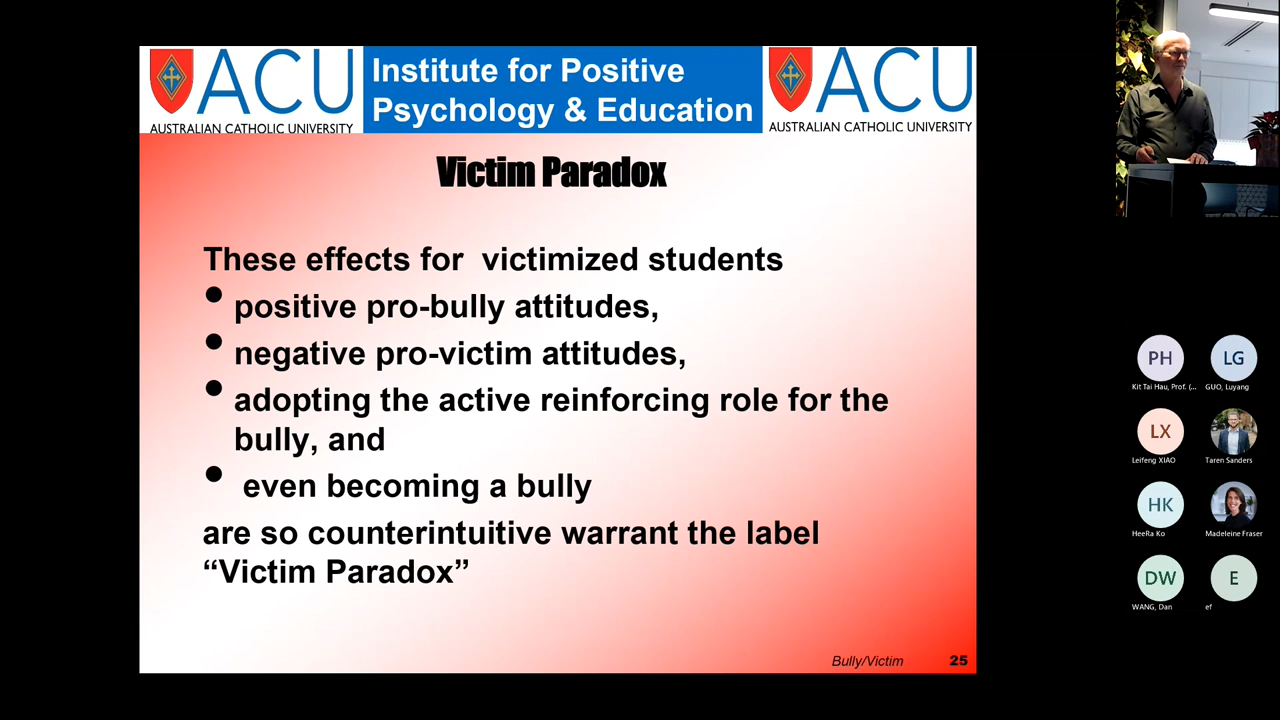 ACU
AUSTRALIAN CATHOLIC UNIVERSITY
Institute for Positive
Psychology & Education
ACU
AUSTRALIAN CATHOLIC UNIVERSITY
Victim Paradox
These effects for victimized students
• positive pro-bully attitudes,
• negative pro-victim attitudes,
• adopting the active reinforcing role for the
bully, and
• even becoming a bully
are so counterintuitive warrant the label
“Victim Paradox”
Bully/Victim 25
PH LG
Kit Tai Hau, Prof. (... GUO, Luyang
LX
Leifeng XIAO Taren Sanders
HK
HeeRa Ko Madeleine Fraser
DW E
WANG, Dan ef